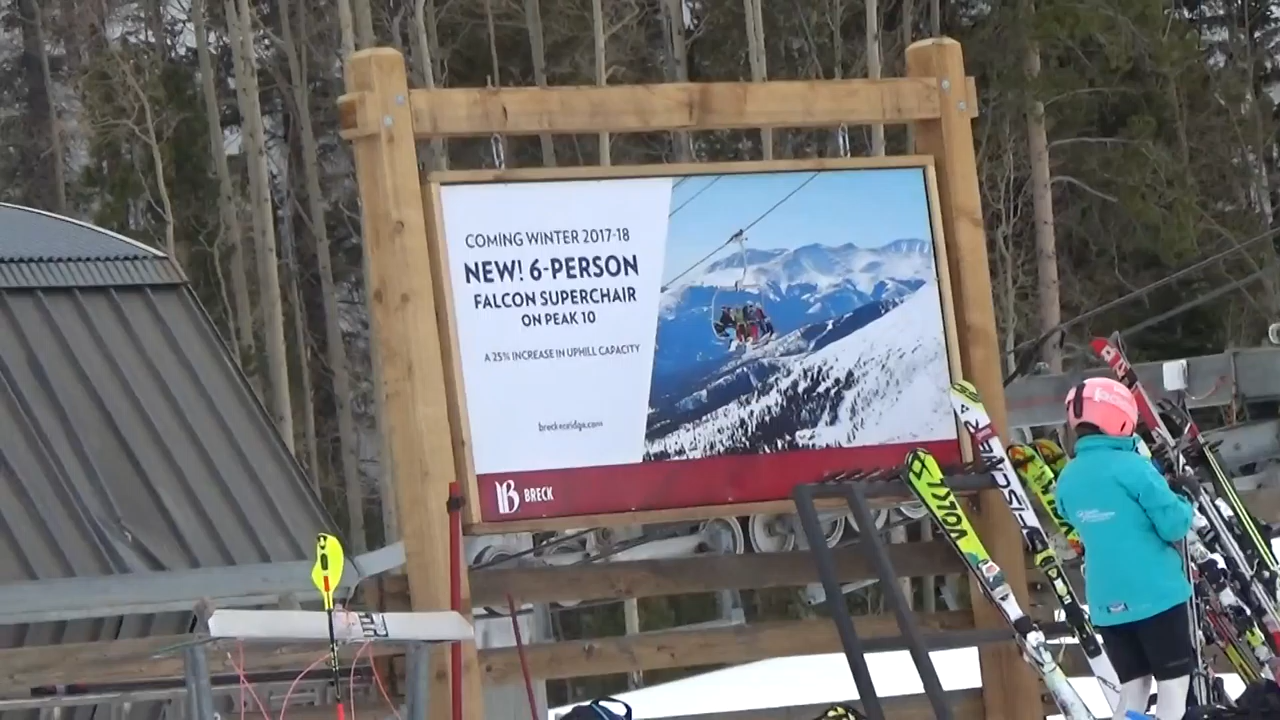 COMING WINTER 2017-18
NEW! 6-PERSON
FALCON SUPERCHAIR
ON PEAK 10
A 25% INCREASE IN UPHILL CAPACITY
breckenridge.com
B BRECK
VOLKL
FISCHER